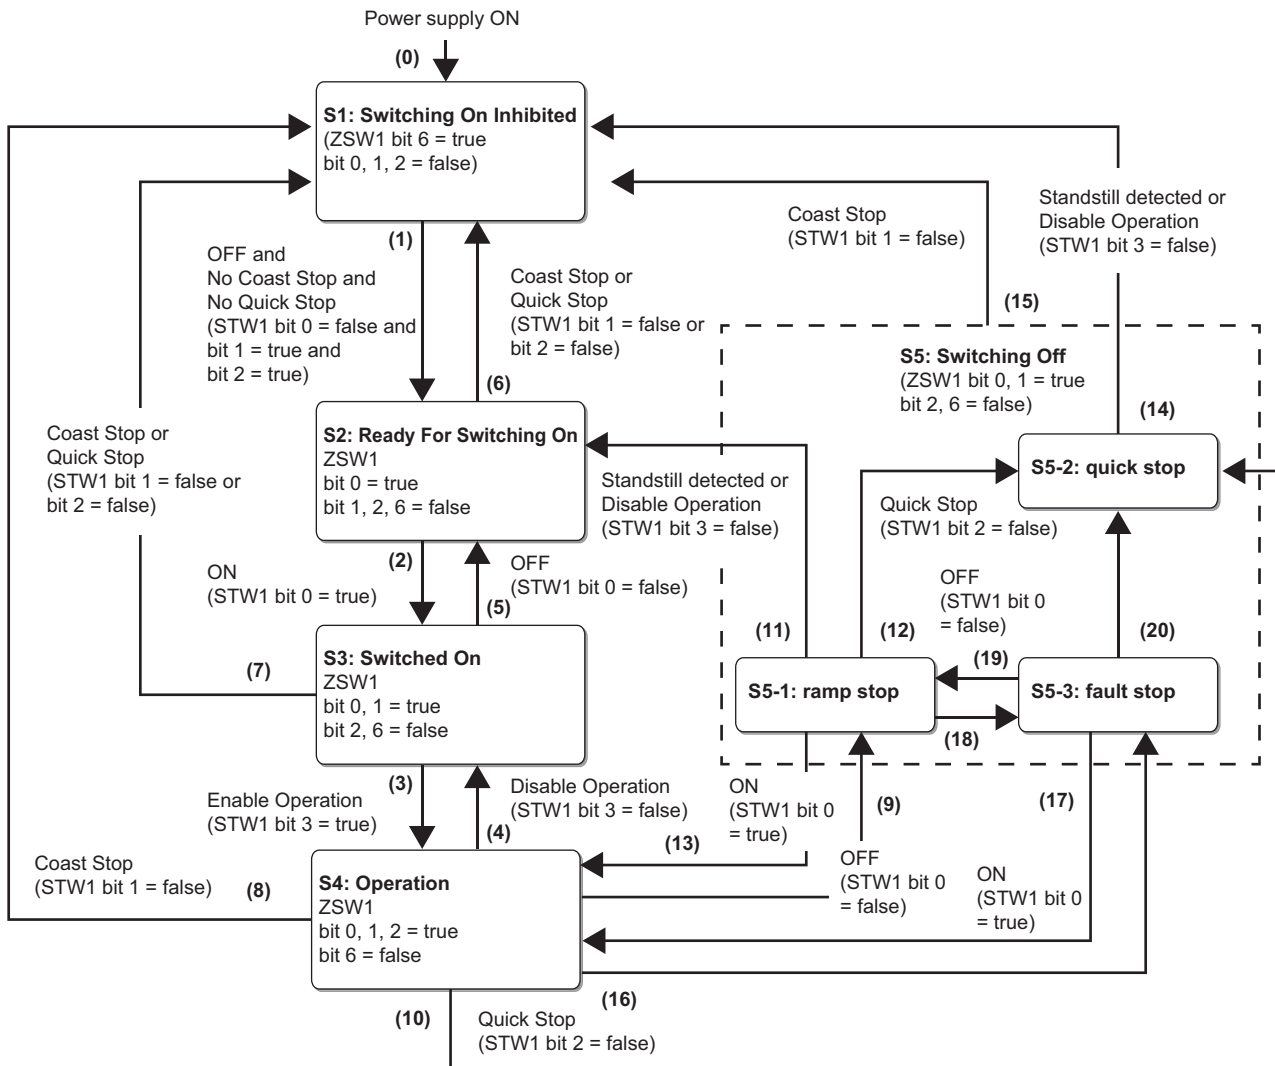 Power supply ON
(0)
S1: Switching On Inhibited
(ZSW1 bit 6 = true
bit 0, 1, 2 = false)
(1)
OFF and
No Coast Stop and
No Quick Stop
(STW1 bit 0 = false and
bit 1 = true and
bit 2 = true)
Coast Stop or
Quick Stop
(STW1 bit 1 = false or
bit 2 = false)
(6)
Coast Stop
(STW1 bit 1 = false)
(15)
Standstill detected or
Disable Operation
(STW1 bit 3 = false)
S5: Switching Off
(ZSW1 bit 0, 1 = true
bit 2, 6 = false)
(14)
Coast Stop or
Quick Stop
(STW1 bit 1 = false or
bit 2 = false)
S2: Ready For Switching On
ZSW1
bit 0 = true
bit 1, 2, 6 = false
Standstill detected or
Disable Operation
(STW1 bit 3 = false)
S5-2: quick stop
Quick Stop
(STW1 bit 2 = false)
(2)
ON
(STW1 bit 0 = true)
OFF
(STW1 bit 0 = false)
(5)
OFF
(STW1 bit 0
= false)
(11)
(12)
(19)
(20)
(7)
S3: Switched On
ZSW1
bit 0, 1 = true
bit 2, 6 = false
S5-1: ramp stop
S5-3: fault stop
(18)
(3)
Enable Operation
(STW1 bit 3 = true)
Disable Operation
(STW1 bit 3 = false)
(4)
ON
(STW1 bit 0
= true)
(13)
(9)
(17)
Coast Stop
(STW1 bit 1 = false)
(8)
S4: Operation
ZSW1
bit 0, 1, 2 = true
bit 6 = false
OFF
(STW1 bit 0
= false)
ON
(STW1 bit 0
= true)
(16)
(10)
Quick Stop
(STW1 bit 2 = false)